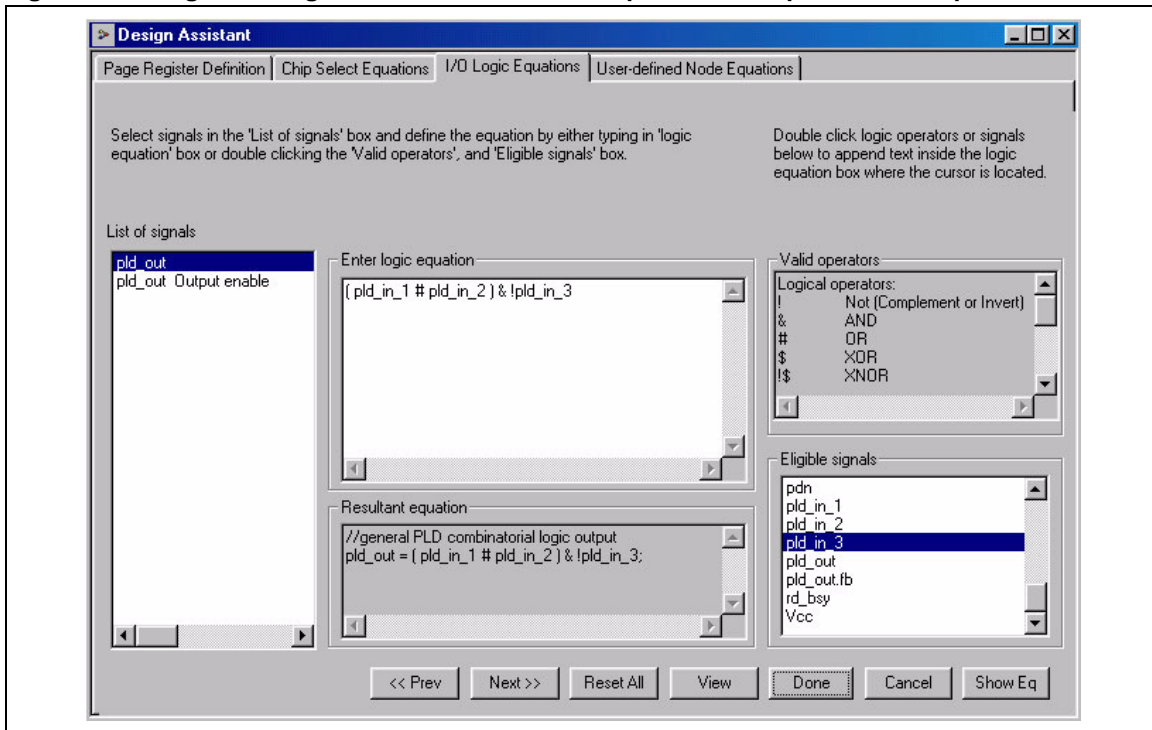 Design Assistant
Page Register Definition
Chip Select Equations
I/O Logic Equations
User-defined Node Equations
Select signals in the 'List of signals' box and define the equation by either typing in 'logic
equation' box or double clicking the 'Valid operators', and 'Eligible signals' box.
Double click logic operators or signals
below to append text inside the logic
equation box where the cursor is located.
List of signals
pld_out
pld_out Output enable
Enter logic equation
( pld_in_1 # pld_in_2 ) & !pld_in_3
Resultant equation
//general PLD combinatorial logic output
pld_out = ( pld_in_1 # pld_in_2 ) & !pld_in_3;
Valid operators
Logical operators:
! Not (Complement or Invert)
& AND
# OR
$ XOR
!$ XNOR
Eligible signals
pdn
pld_in_1
pld_in_2
pld_in_3
pld_out
pld_out.fb
rd_bsy
Vcc
<< Prev
Next >>
Reset All
View
Done
Cancel
Show Eq